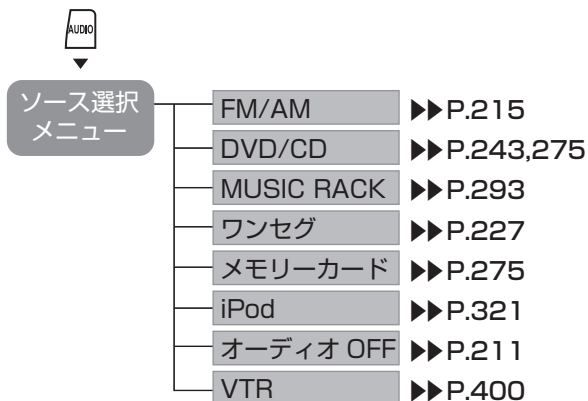 AUDIO
ソース選択
メニュー
FM/AM ▶▶P.215
DVD/CD ▶▶P.243,275
MUSIC RACK ▶▶P.293
ワンセグ ▶▶P.227
メモリーカード ▶▶P.275
iPod ▶▶P.321
オーディオ OFF ▶▶P.211
VTR ▶▶P.400